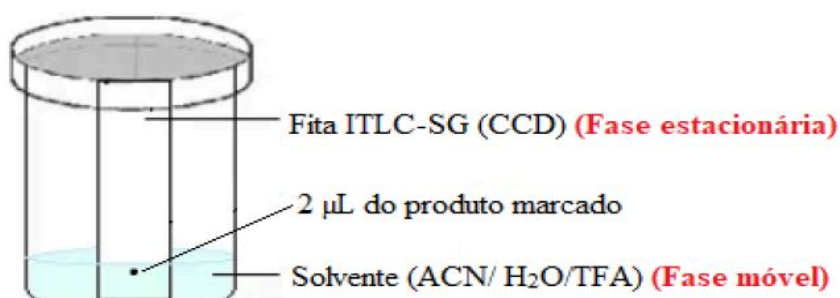 Fita ITLC-SG (CCD) (Fase estacionária)
2 µL do produto marcado
Solvente (ACN/ H₂O/TFA) (Fase móvel)